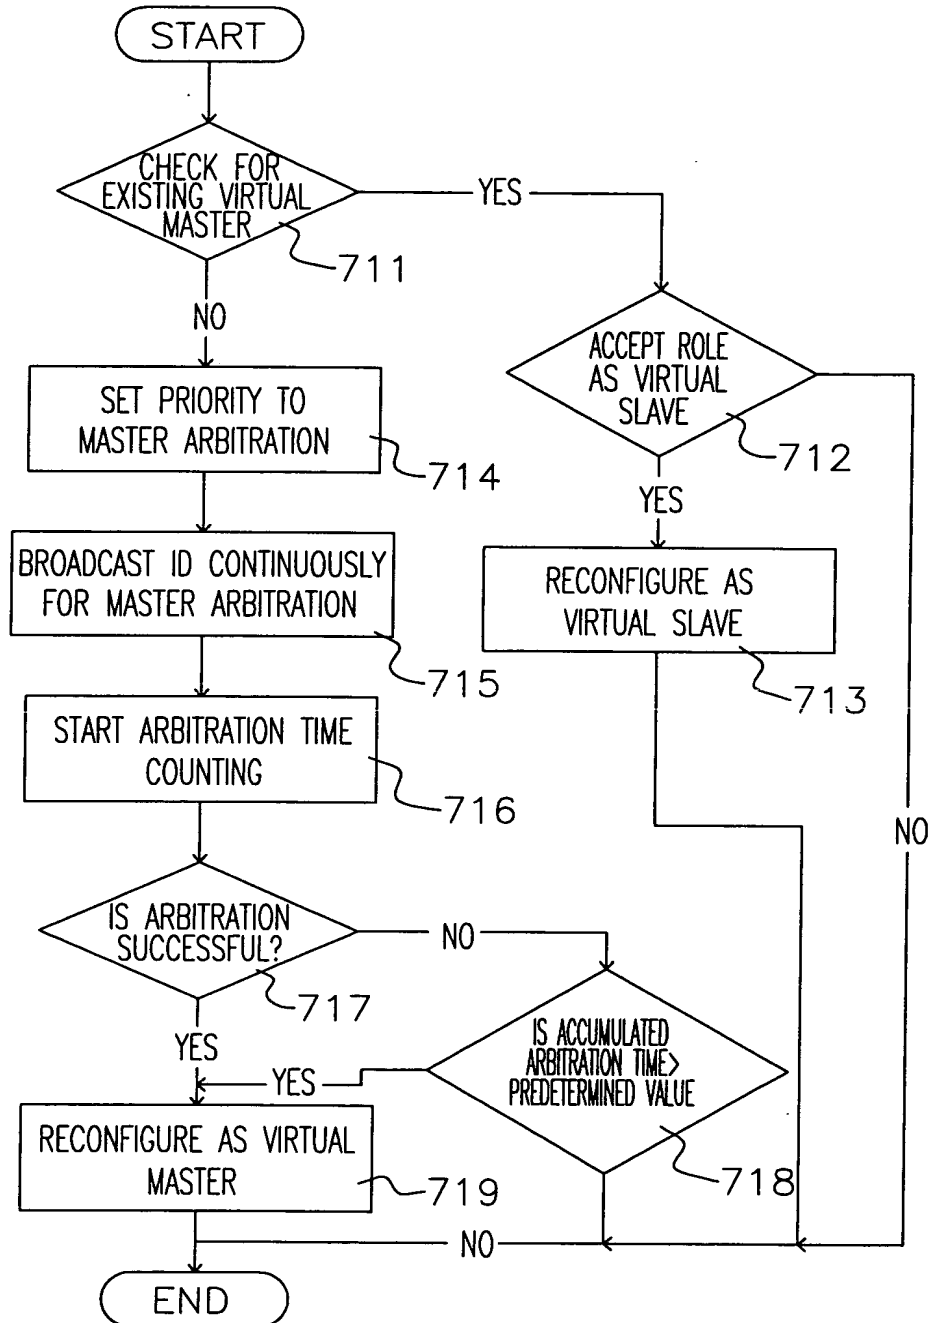 START
CHECK FOR
EXISTING VIRTUAL
MASTER
711
YES
NO
ACCEPT ROLE
AS VIRTUAL
SLAVE
712
SET PRIORITY TO
MASTER ARBITRATION
714
YES
BROADCAST ID CONTINUOUSLY
FOR MASTER ARBITRATION
715
RECONFIGURE AS
VIRTUAL SLAVE
713
START ARBITRATION TIME
COUNTING
716
NO
IS ARBITRATION
SUCCESSFUL?
717
NO
YES
IS ACCUMULATED
ARBITRATION TIME>
PREDETERMINED VALUE
718
YES
RECONFIGURE AS VIRTUAL
MASTER
719
NO
END